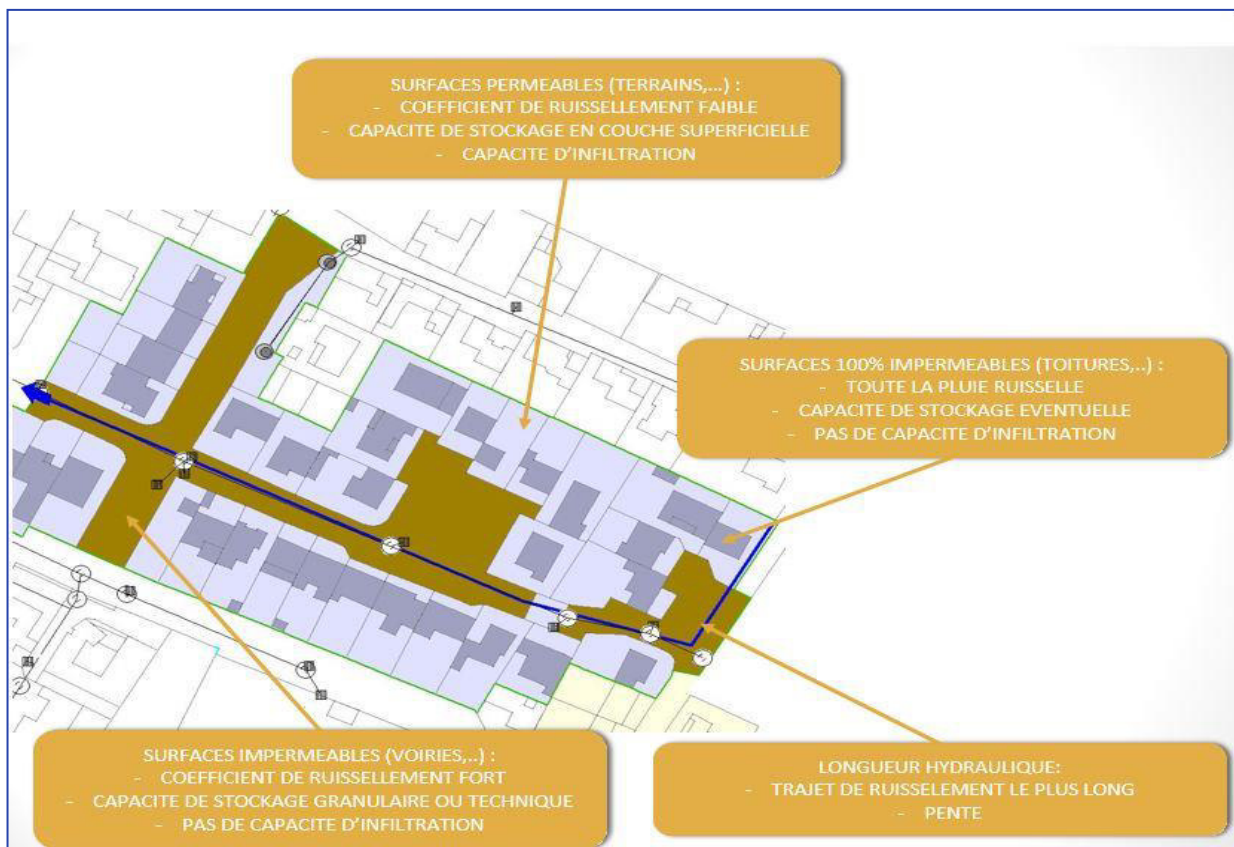 SURFACES PERMEABLES (TERRAINS,...) :
- COEFFICIENT DE RUISSELLEMENT FAIBLE
- CAPACITE DE STOCKAGE EN COUCHE SUPERFICIELLE
- CAPACITE D'INFILTRATION
SURFACES 100% IMPERMEABLES (TOITURES,..) :
- TOUTE LA PLUIE RUISSELLE
- CAPACITE DE STOCKAGE EVENTUELLE
- PAS DE CAPACITE D'INFILTRATION
SURFACES IMPERMEABLES (VOIRIES,..) :
- COEFFICIENT DE RUISSELLEMENT FORT
- CAPACITE DE STOCKAGE GRANULAIRE OU TECHNIQUE
- PAS DE CAPACITE D'INFILTRATION
LONGUEUR HYDRAULIQUE:
- TRAJET DE RUISSELEMENT LE PLUS LONG
- PENTE